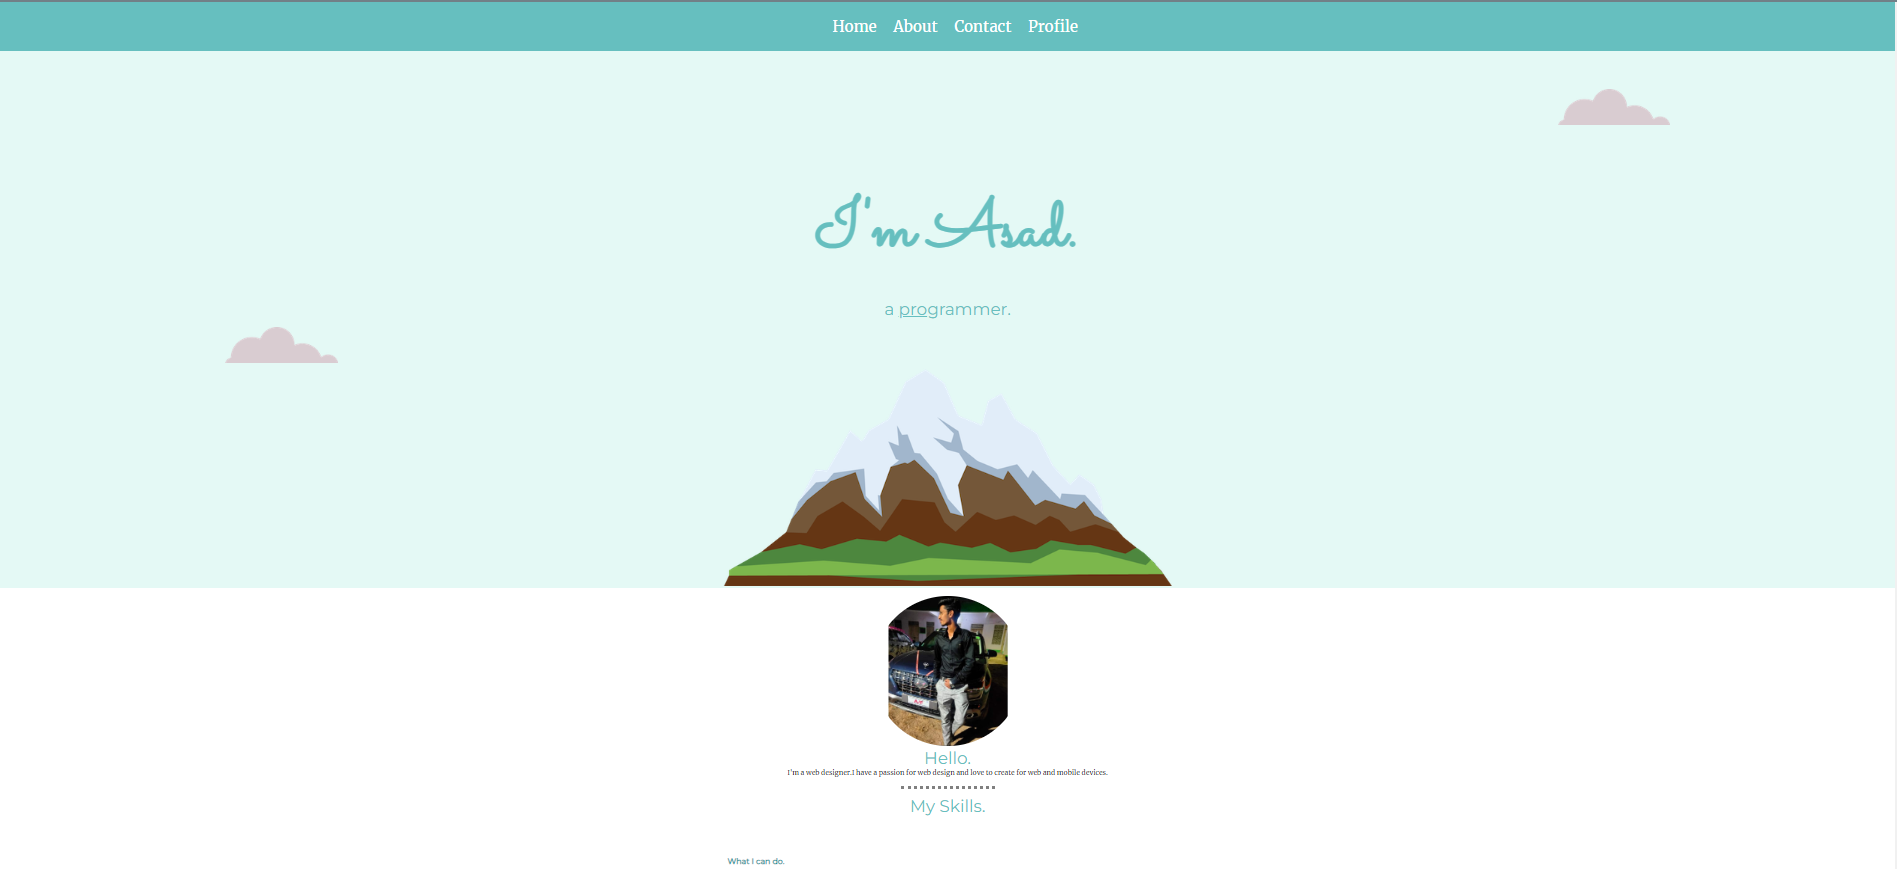 Home About Contact Profile
I'm Asad.
a programmer.
Hello.
I'm a web designer.I have a passion for web design and love to create for web and mobile devices.
My Skills.
What I can do.